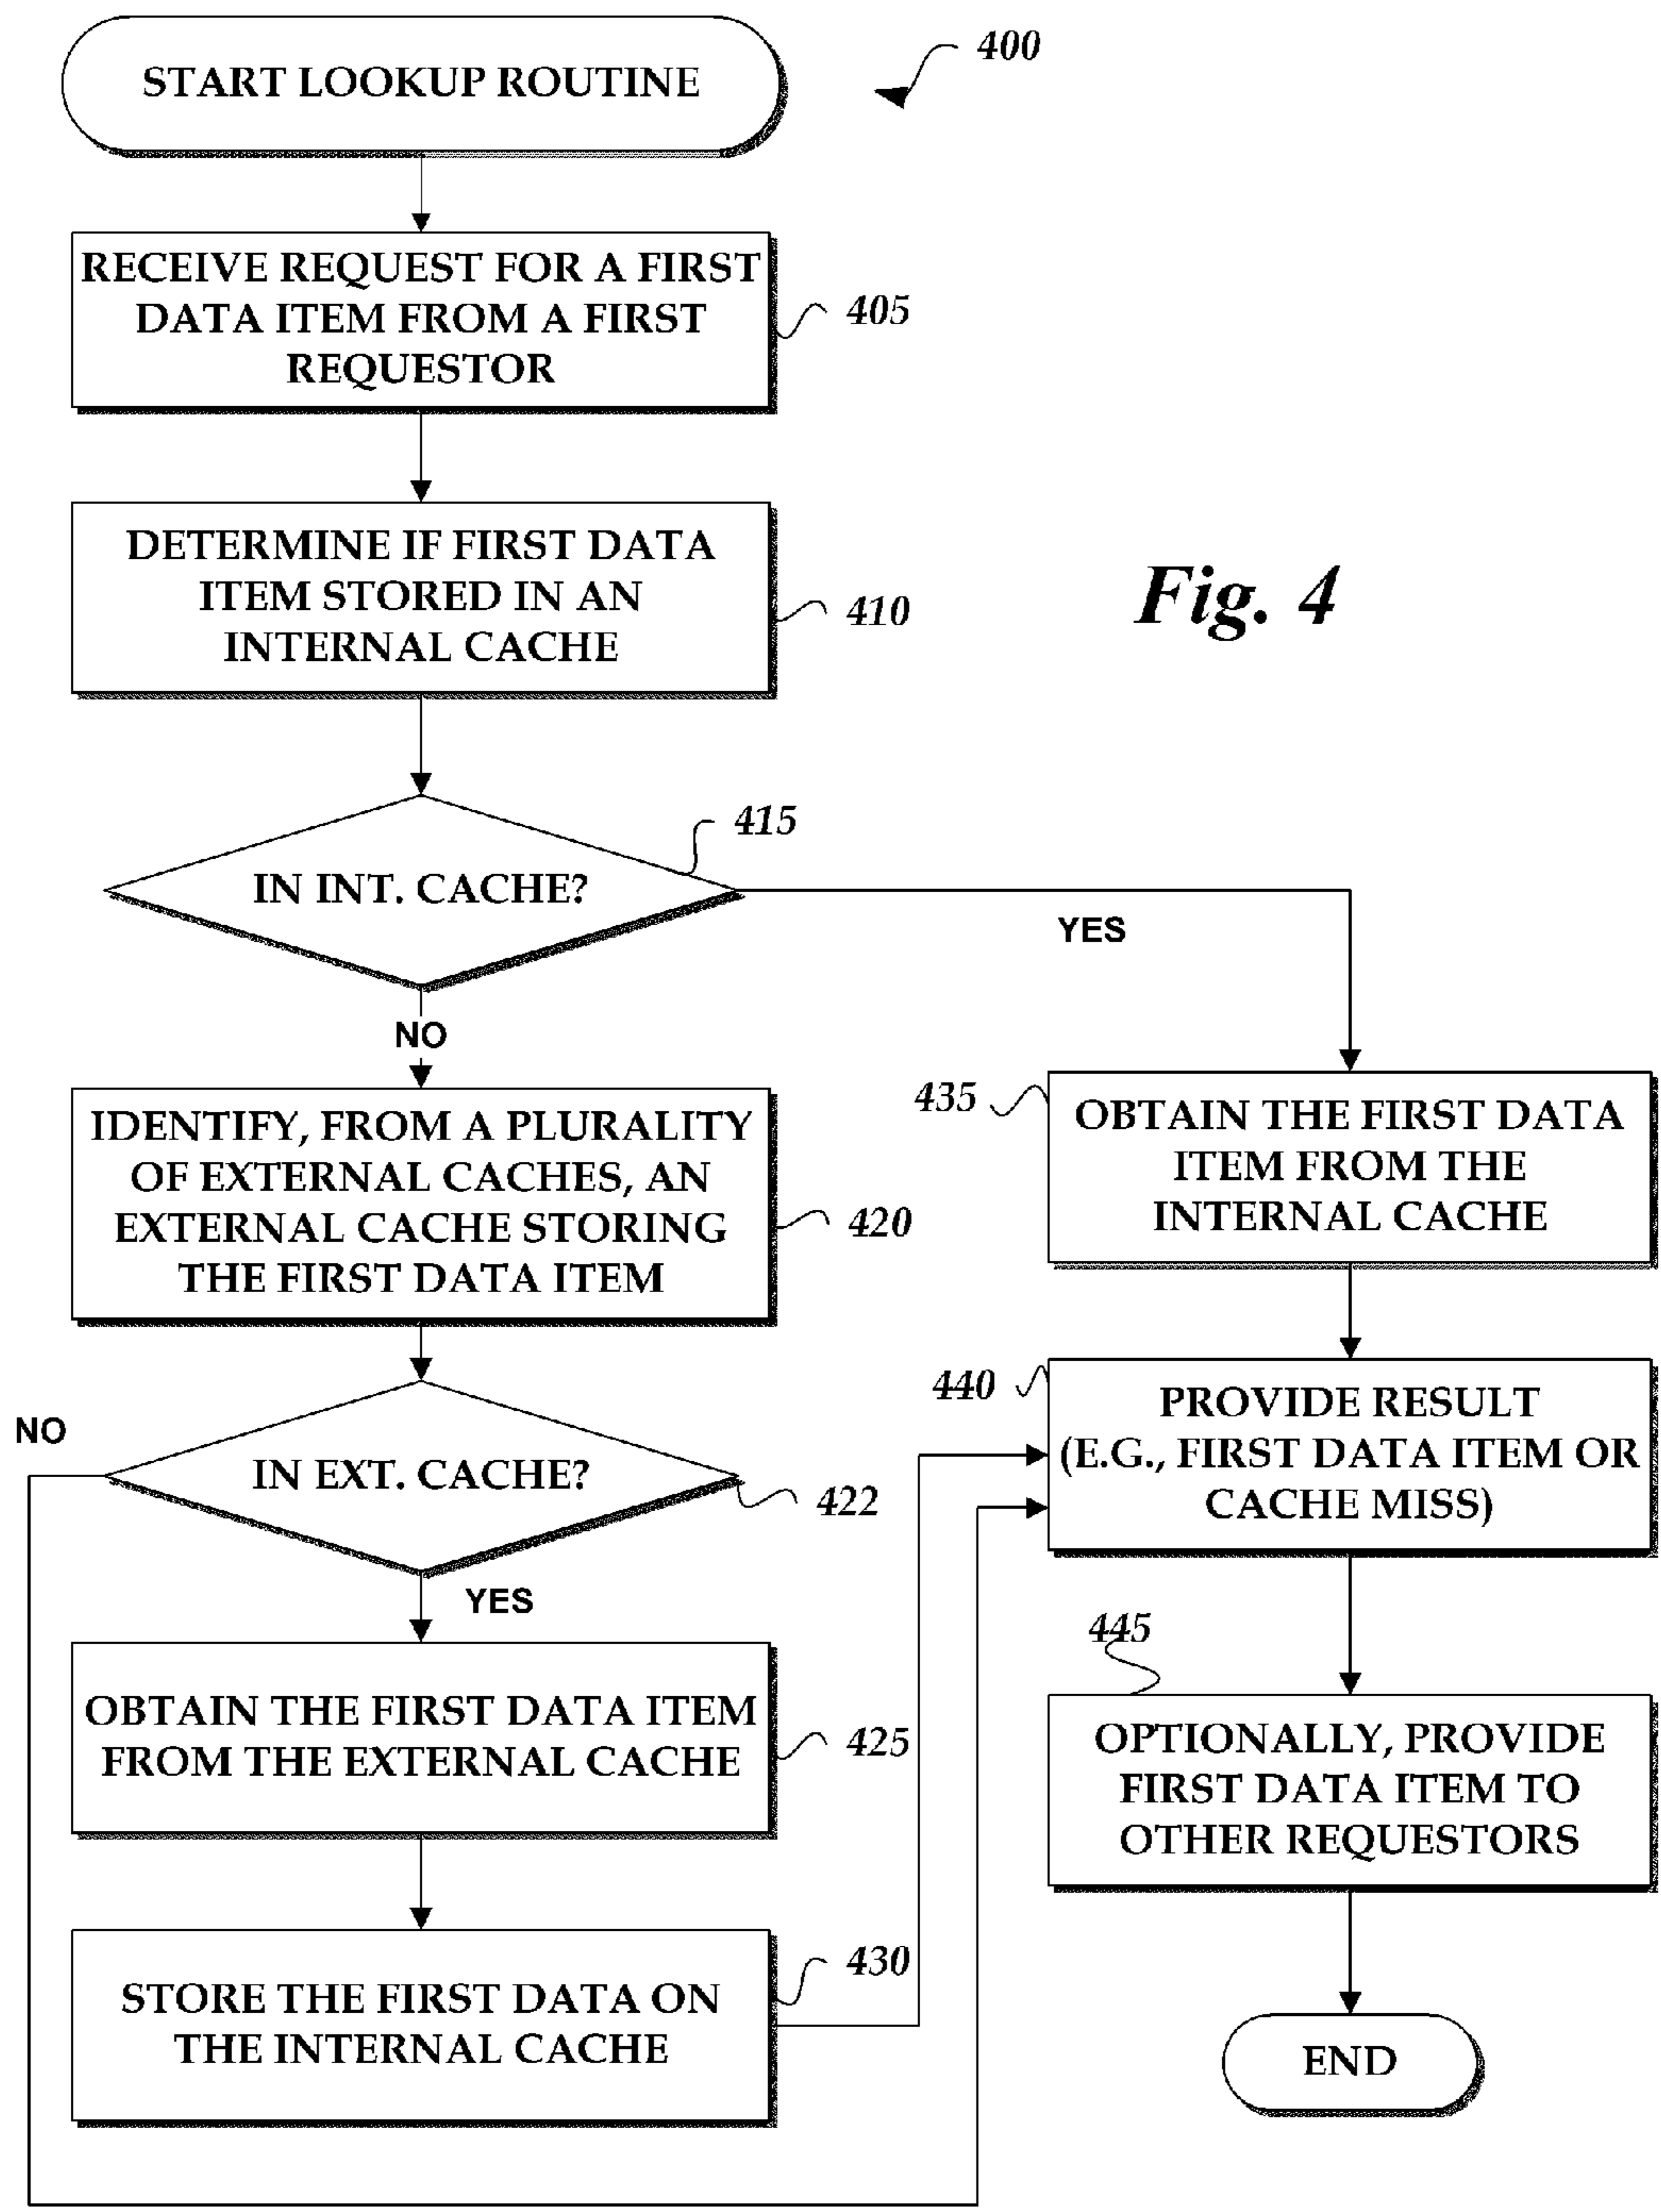 START LOOKUP ROUTINE
400
RECEIVE REQUEST FOR A FIRST
DATA ITEM FROM A FIRST
REQUESTOR
405
DETERMINE IF FIRST DATA
ITEM STORED IN AN
INTERNAL CACHE
410
Fig. 4
IN INT. CACHE?
415
YES
NO
IDENTIFY, FROM A PLURALITY
OF EXTERNAL CACHES, AN
EXTERNAL CACHE STORING
THE FIRST DATA ITEM
420
IN EXT. CACHE?
422
NO
YES
OBTAIN THE FIRST DATA ITEM
FROM THE EXTERNAL CACHE
425
STORE THE FIRST DATA ON
THE INTERNAL CACHE
430
435
OBTAIN THE FIRST DATA
ITEM FROM THE
INTERNAL CACHE
440
PROVIDE RESULT
(E.G., FIRST DATA ITEM OR
CACHE MISS)
445
OPTIONALLY, PROVIDE
FIRST DATA ITEM TO
OTHER REQUESTORS
END